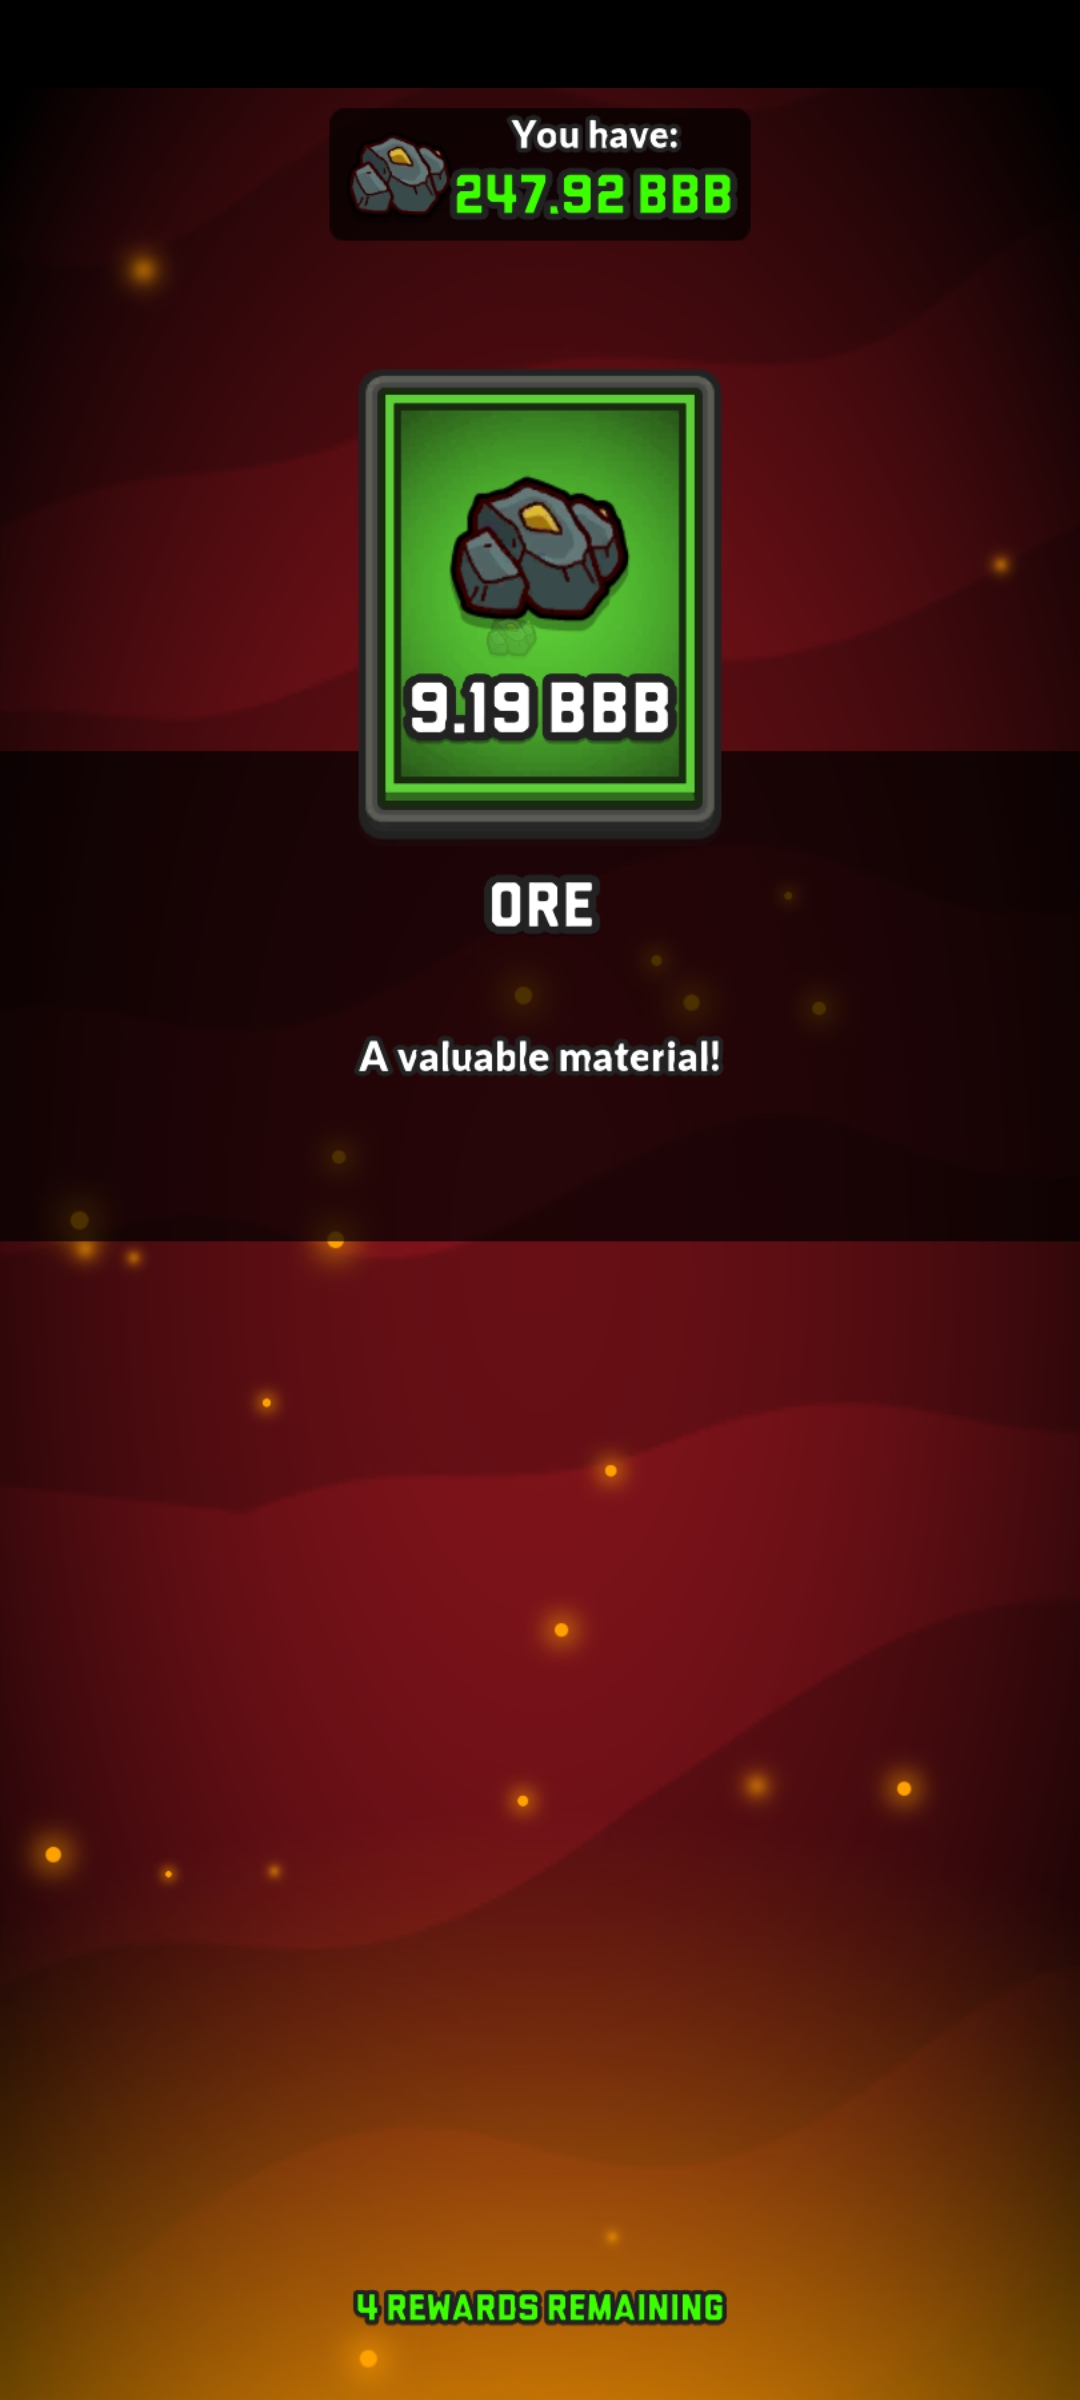 You have:
247.92 BBB
9.19 BBB
ORE
A valuable material!
4 REWARDS REMAINING